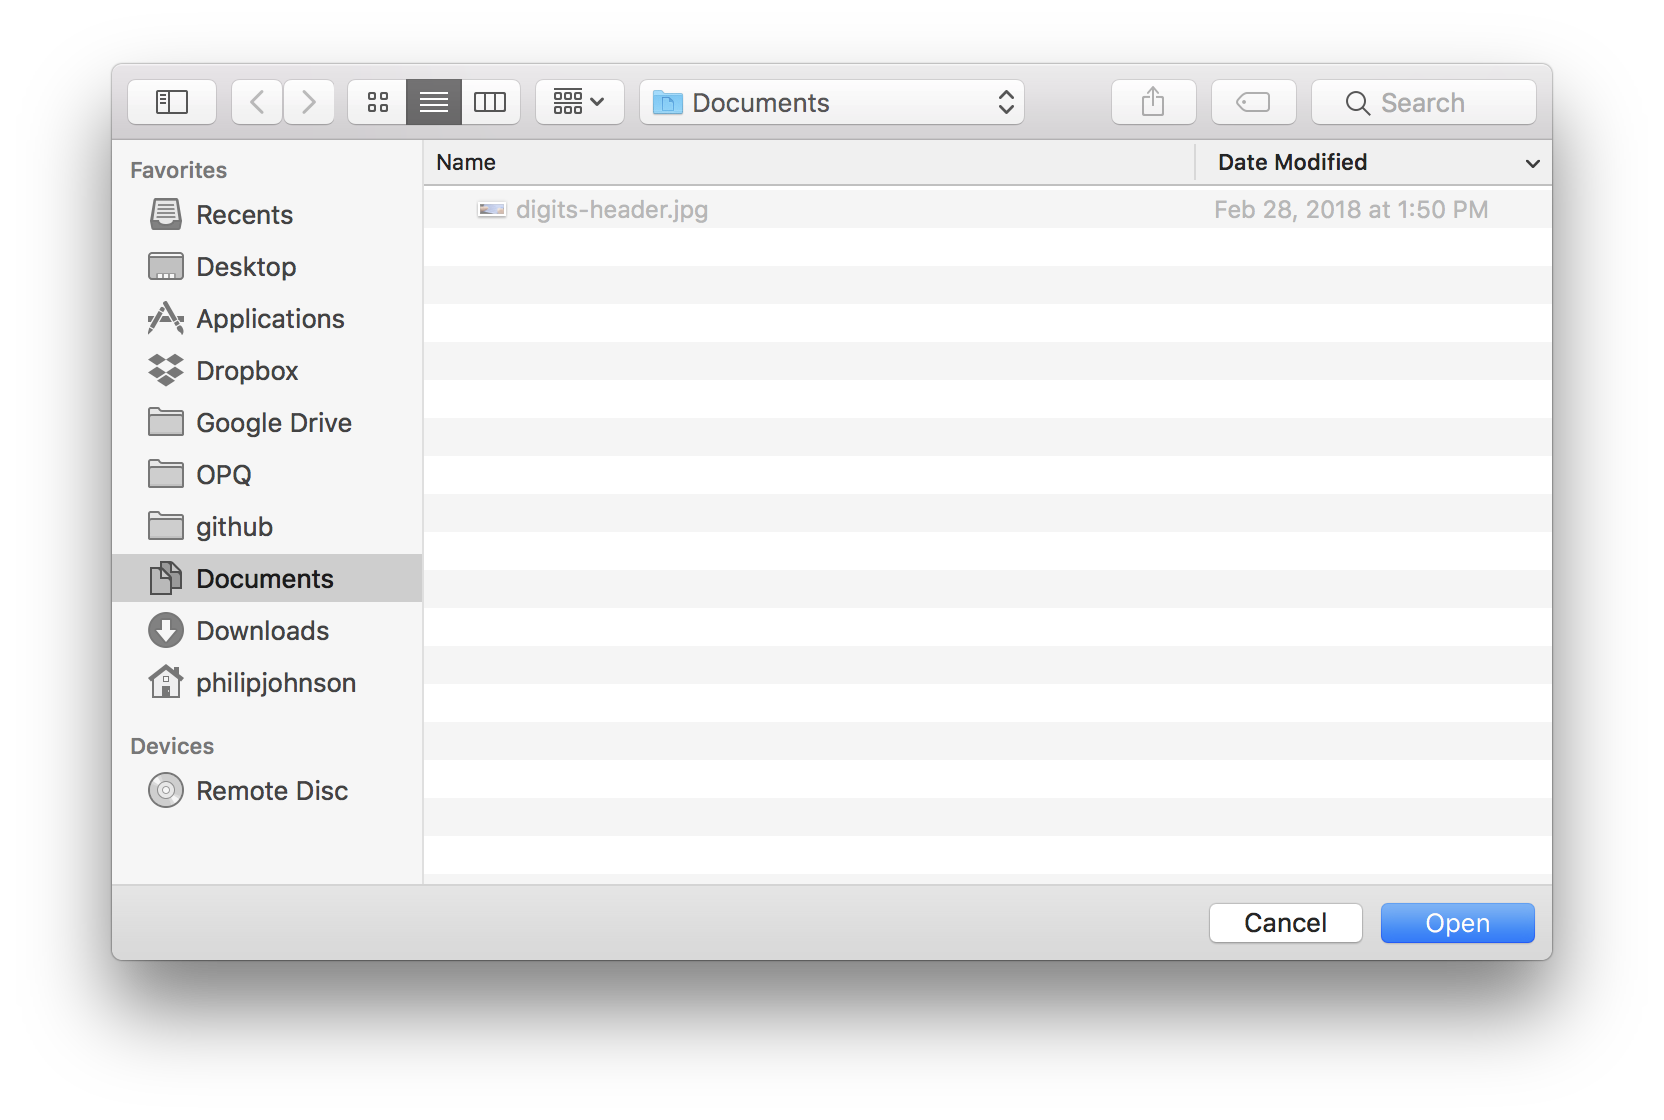 Documents
Search
Favorites
Recents
Desktop
Applications
Dropbox
Google Drive
OPQ
github
Documents
Downloads
philipjohnson
Devices
Remote Disc
Name Date Modified
digits-header.jpg Feb 28, 2018 at 1:50 PM
Cancel Open